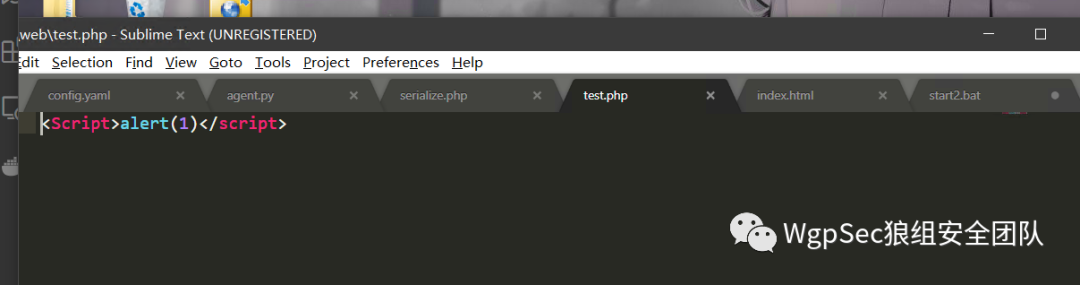 web\test.php - Sublime Text (UNREGISTERED)
Edit Selection Find View Goto Tools Project Preferences Help
config.yaml agent.py serialize.php test.php index.html start2.bat
<Script>alert(1)</script>
WgpSec狼组安全团队